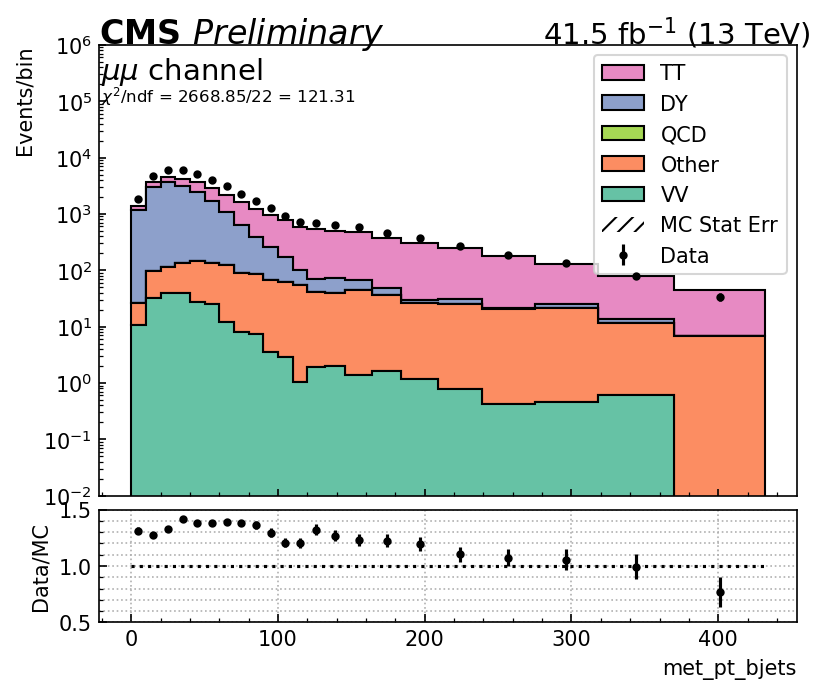 CMS Preliminary 41.5 fb⁻¹ (13 TeV)
μμ channel
χ²/ndf = 2668.85/22 = 121.31
Events/bin
10⁶
10⁵
10⁴
10³
10²
10¹
10⁰
10⁻¹
10⁻²
TT
DY
QCD
Other
VV
MC Stat Err
Data
Data/MC
1.5
1.0
0.5
0 100 200 300 400
met_pt_bjets